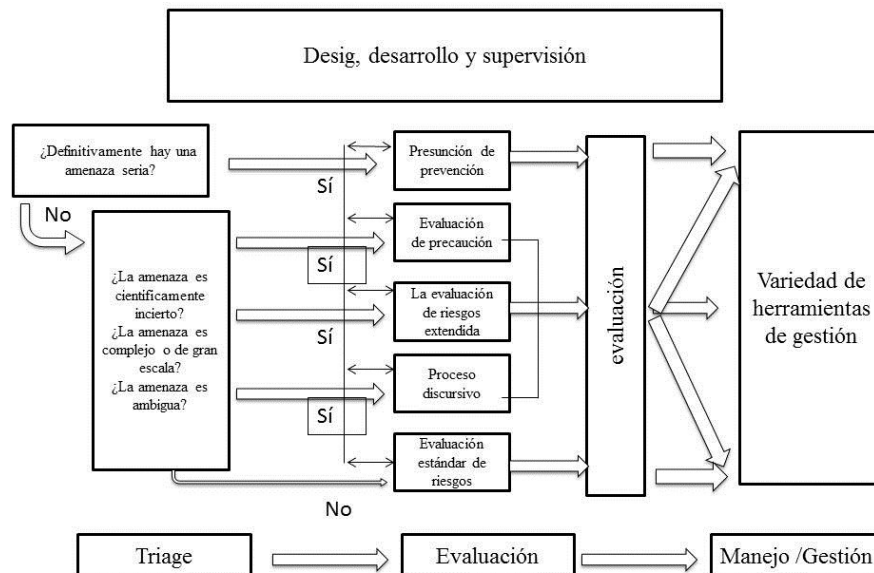 Desig, desarrollo y supervisión
¿Definitivamente hay una
amenaza seria?
Sí
Presunción de
prevención
No
Evaluación
de precaución
Sí
¿La amenaza es
cientificamente
incierto?
¿La amenaza es
complejo o de gran
escala?
¿La amenaza es
ambigua?
La evaluación
de riesgos
extendida
Sí
Proceso
discursivo
Sí
Evaluación
estándar de
riesgos
No
evaluación
Variedad de
herramientas
de gestión
Triage
Evaluación
Manejo /Gestión